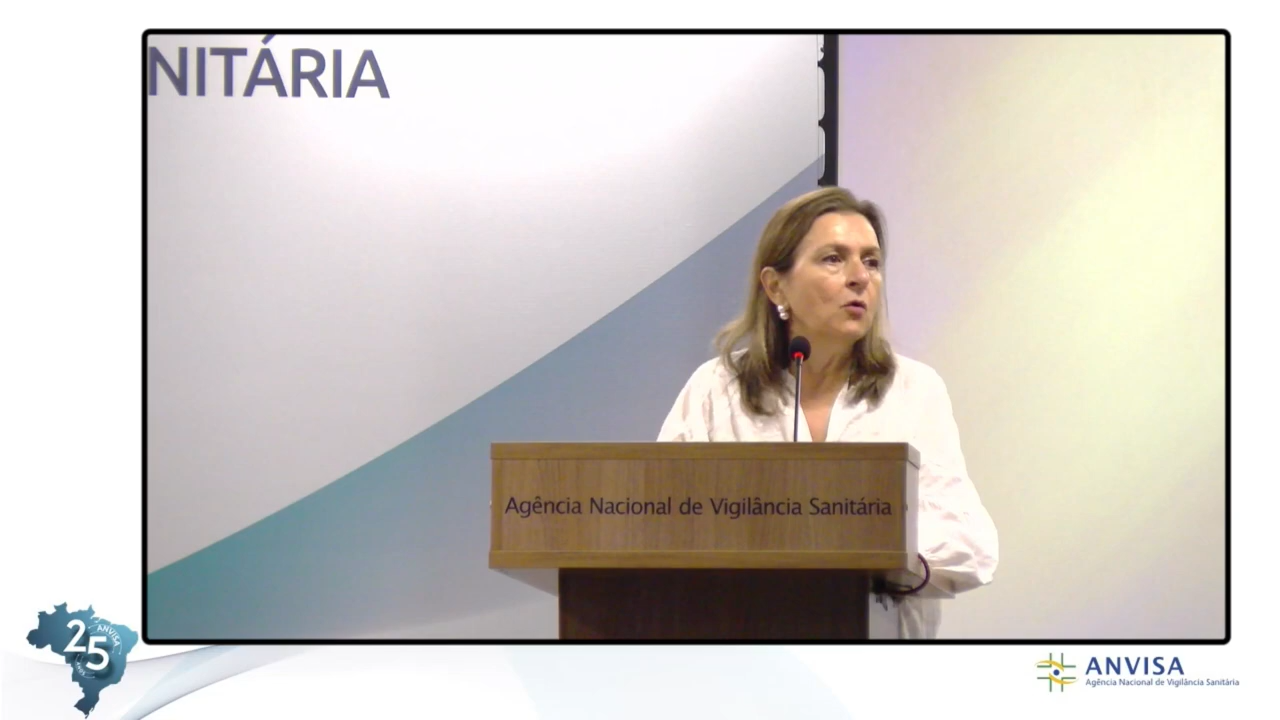 NITÁRIA
Agência Nacional de Vigilância Sanitária
25
ANVISA
ANVISA
Agência Nacional de Vigilância Sanitária